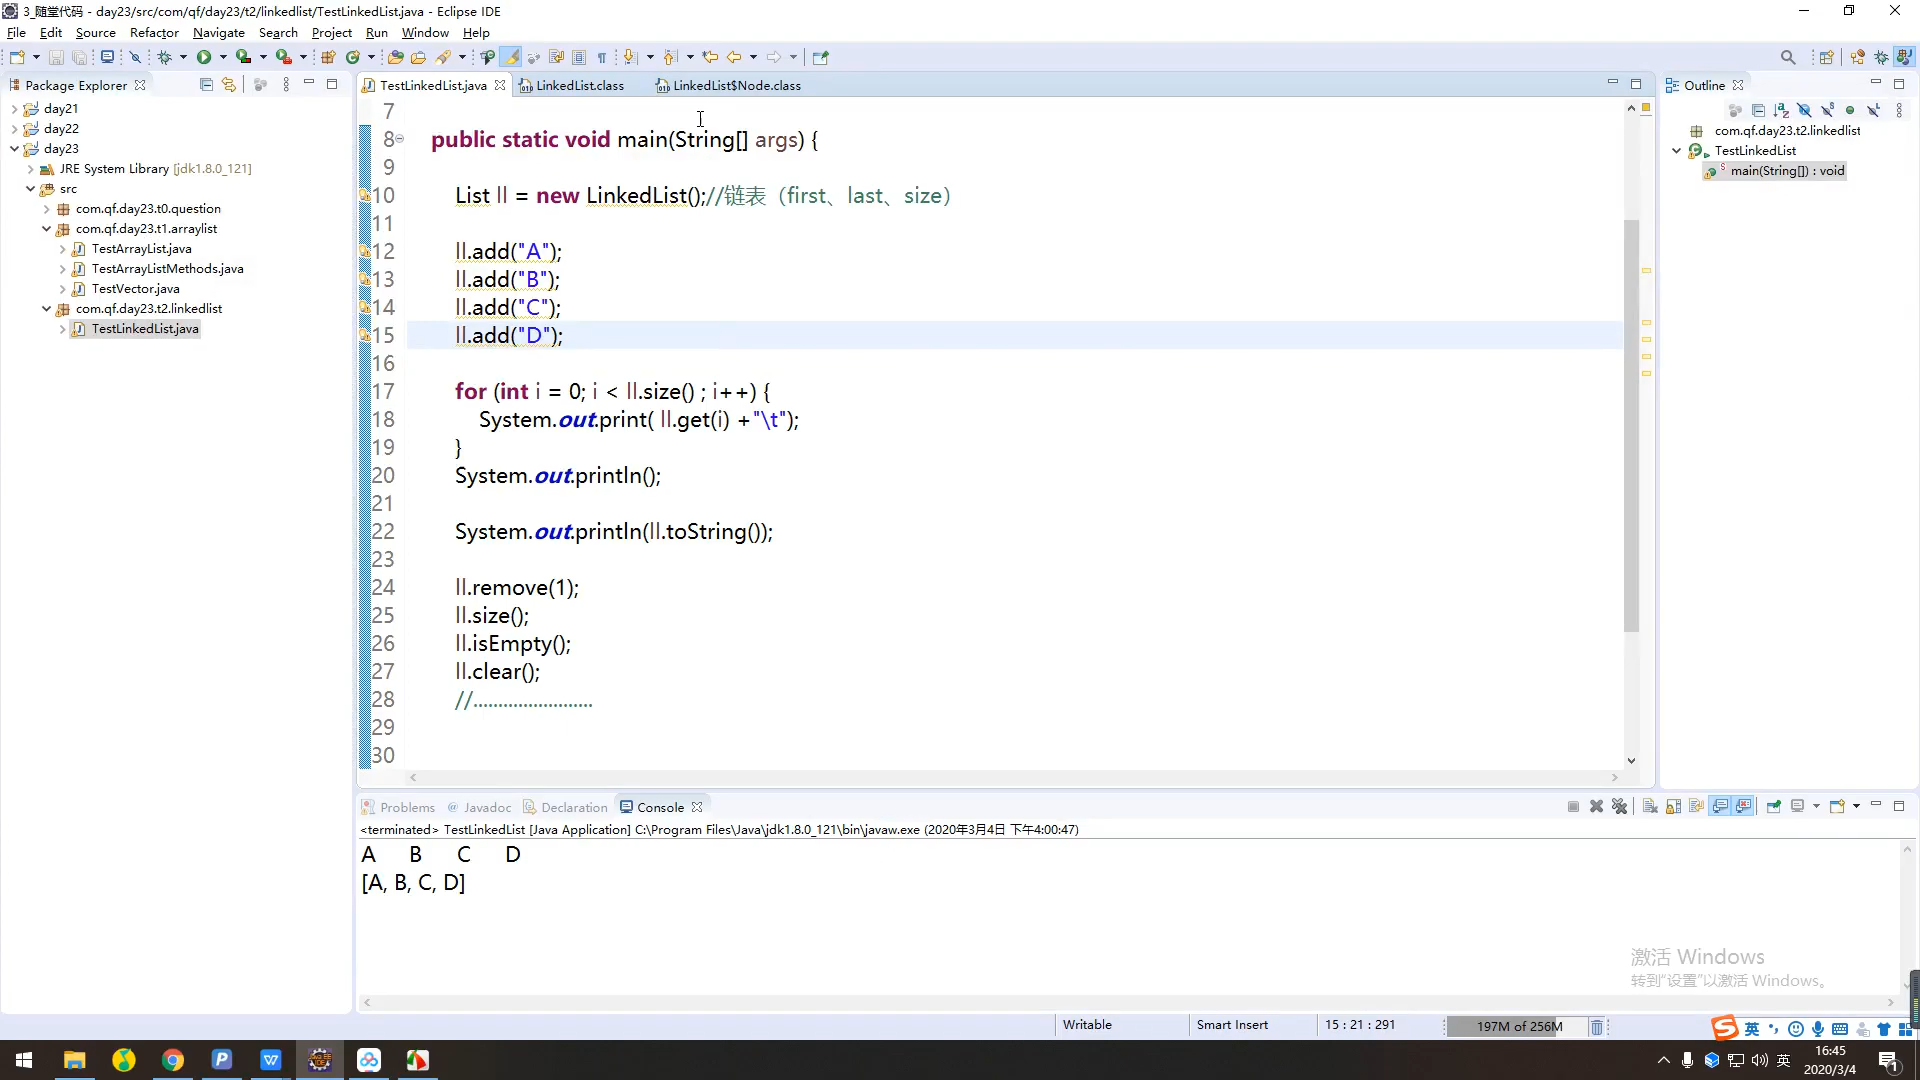 3_随堂代码 - day23/src/com/qf/day23/t2/linkedlist/TestLinkedList.java - Eclipse IDE
File Edit Source Refactor Navigate Search Project Run Window Help
Package Explorer
day21
day22
day23
JRE System Library [jdk1.8.0_121]
src
com.qf.day23.t0.question
com.qf.day23.t1.arraylist
TestArrayList.java
TestArrayListMethods.java
TestVector.java
com.qf.day23.t2.linkedlist
TestLinkedList.java
TestLinkedList.java LinkedList.class LinkedList$Node.class
7
8 public static void main(String[] args) {
9
10 List ll = new LinkedList();//链表（first、last、size）
11
12 ll.add("A");
13 ll.add("B");
14 ll.add("C");
15 ll.add("D");
16
17 for (int i = 0; i < ll.size() ; i++) {
18 System.out.print( ll.get(i) +"\t");
19 }
20 System.out.println();
21
22 System.out.println(ll.toString());
23
24 ll.remove(1);
25 ll.size();
26 ll.isEmpty();
27 ll.clear();
28 //........................
29
30
Outline
com.qf.day23.t2.linkedlist
TestLinkedList
main(String[]) : void
Problems @ Javadoc Declaration Console
<terminated> TestLinkedList [Java Application] C:\Program Files\Java\jdk1.8.0_121\bin\javaw.exe (2020年3月4日 下午4:00:47)
A B C D
[A, B, C, D]
激活 Windows
转到“设置”以激活 Windows。
Writable Smart Insert 15 : 21 : 291 197M of 256M
英
英 16:45
2020/3/4
1